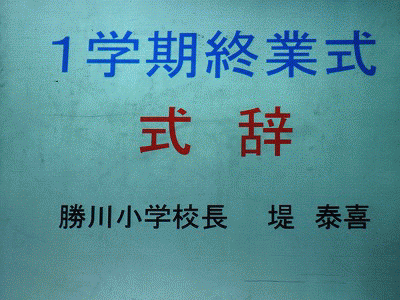 1学期終業式
式 辞
勝川小学校長 堤 泰喜